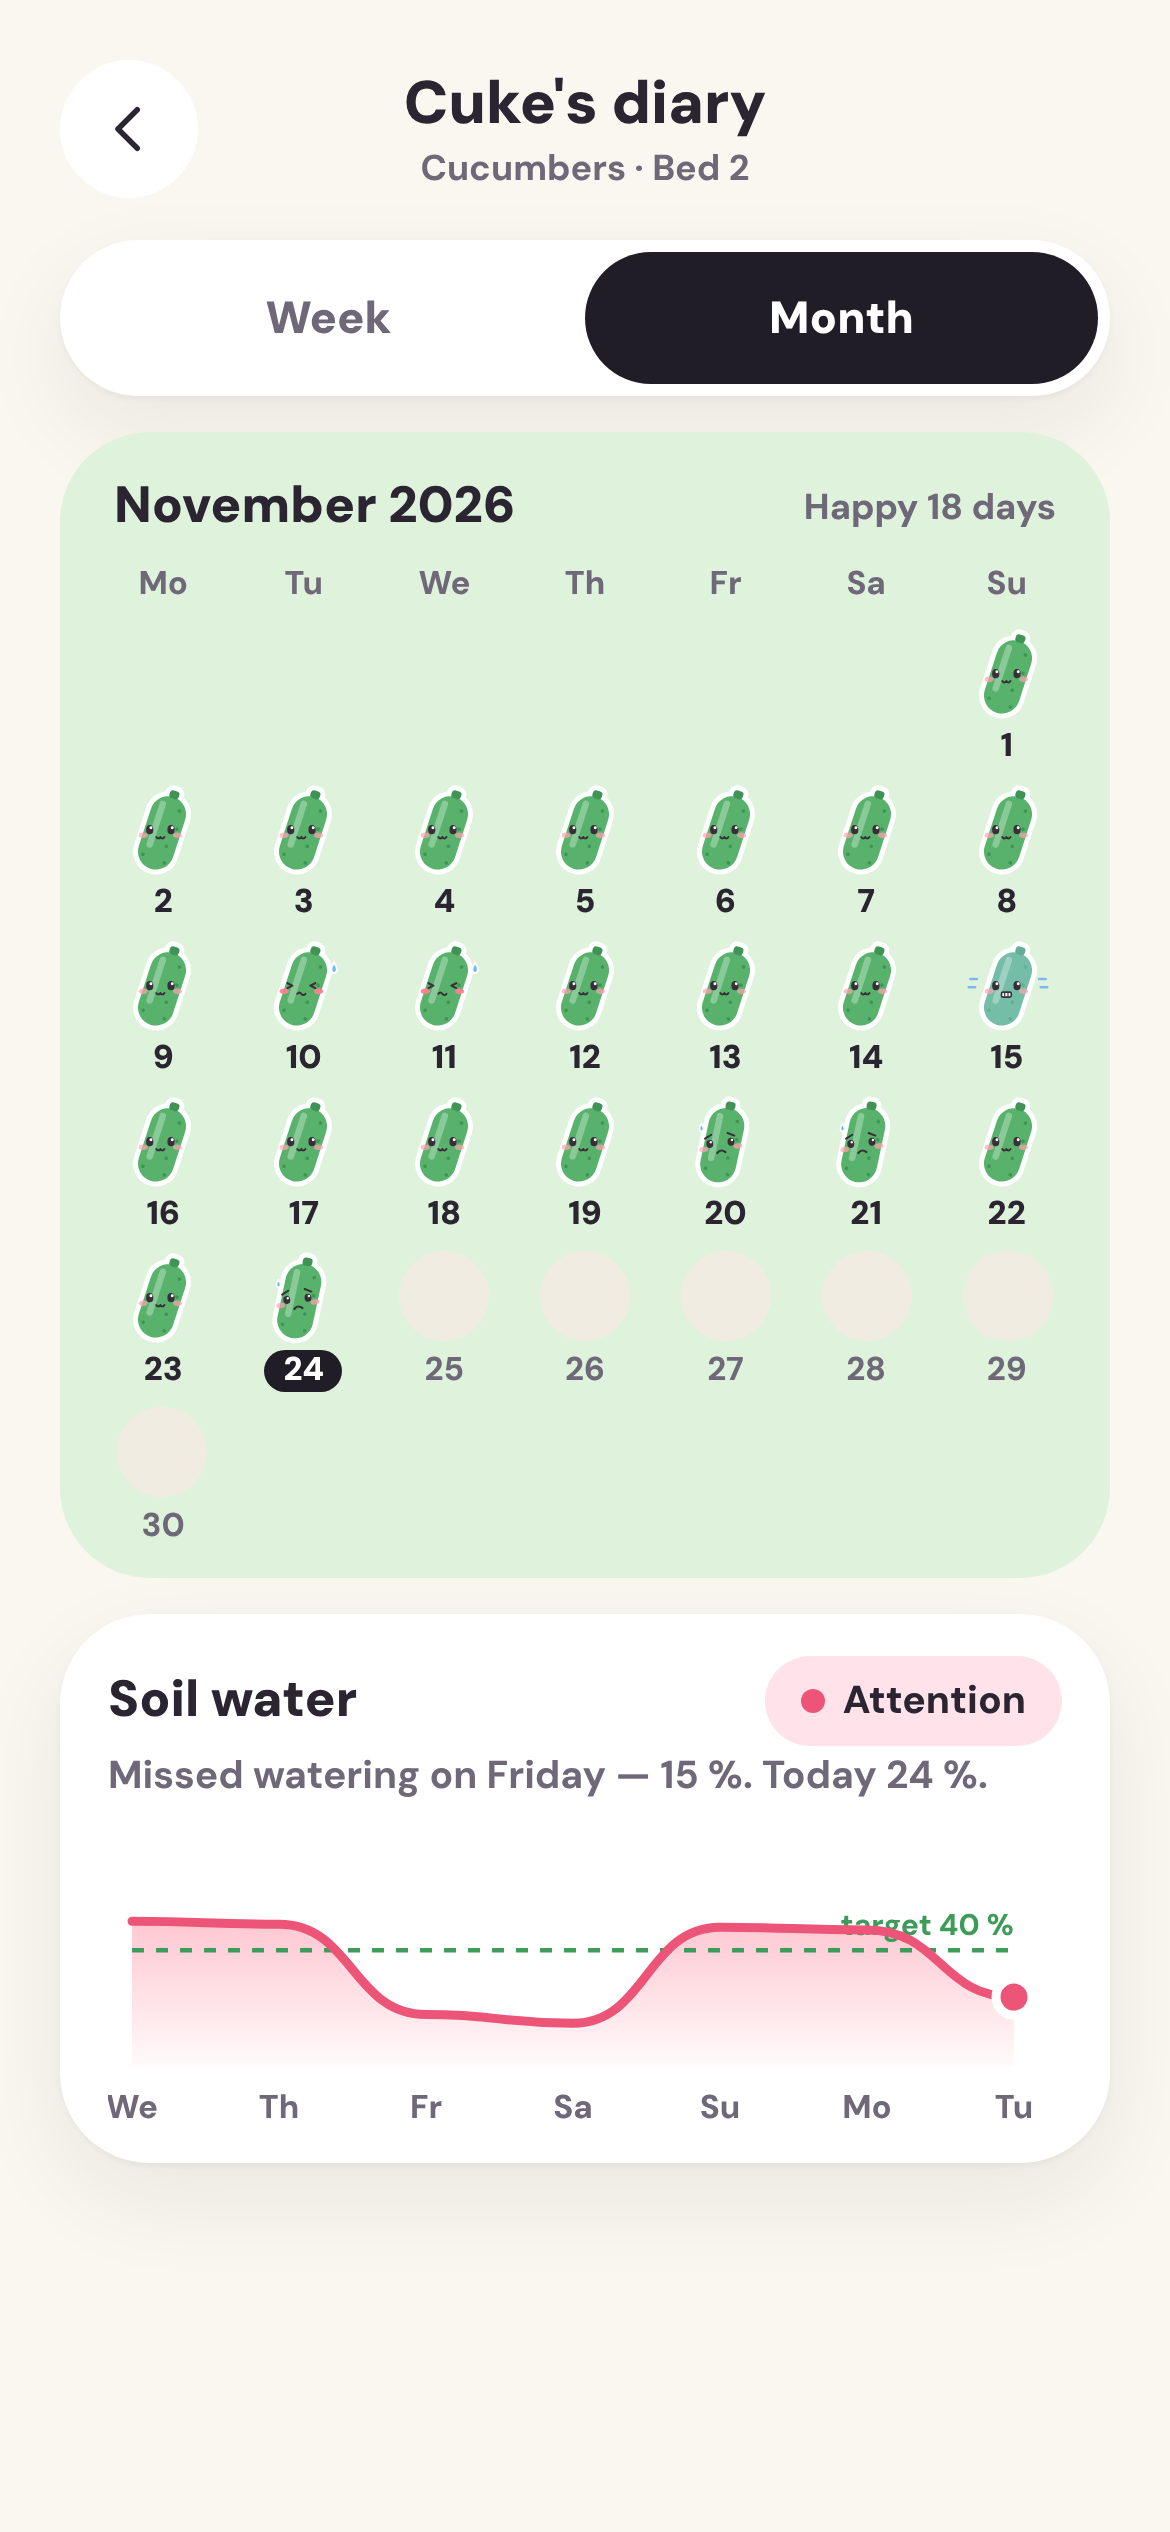 Cuke's diary
Cucumbers · Bed 2
Week Month
November 2026 Happy 18 days
Mo Tu We Th Fr Sa Su
1
2 3 4 5 6 7 8
9 10 11 12 13 14 15
16 17 18 19 20 21 22
23 24 25 26 27 28 29
30
Soil water Attention
Missed watering on Friday — 15 %. Today 24 %.
target 40 %
We Th Fr Sa Su Mo Tu